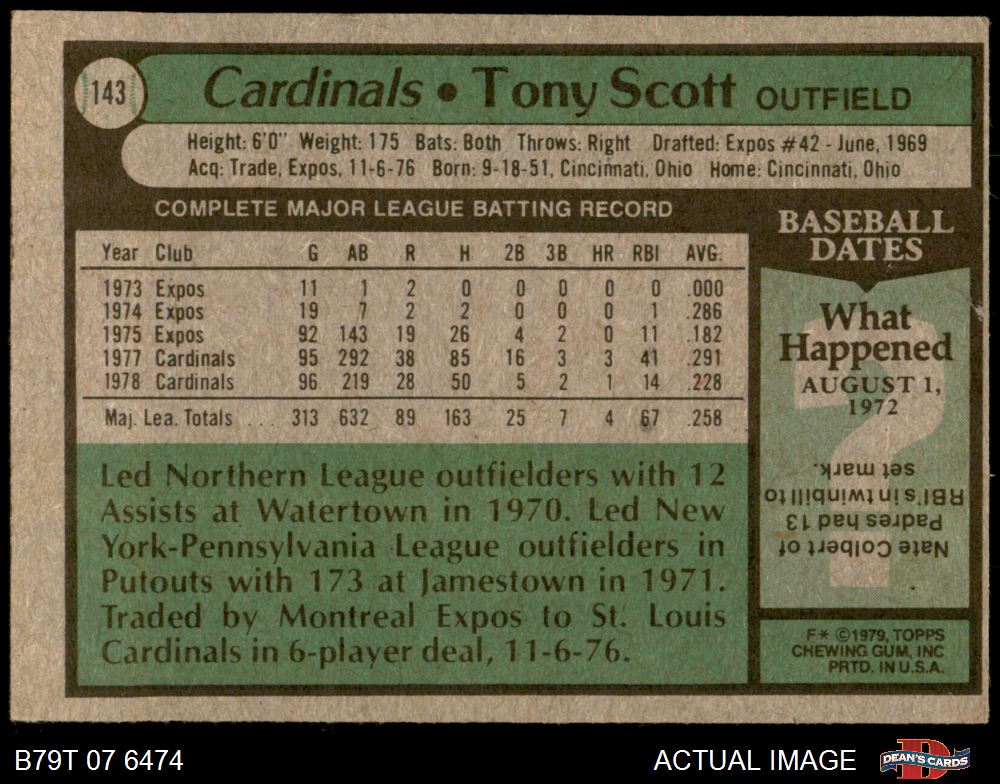 143
Cardinals • Tony Scott OUTFIELD
Height: 6'0" Weight: 175 Bats: Both Throws: Right Drafted: Expos #42 - June, 1969
Acq: Trade, Expos, 11-6-76 Born: 9-18-51, Cincinnati, Ohio Home: Cincinnati, Ohio
COMPLETE MAJOR LEAGUE BATTING RECORD
Year Club G AB R H 2B 3B HR RBI AVG.
1973 Expos 11 1 2 0 0 0 0 0 .000
1974 Expos 19 7 2 2 0 0 0 1 .286
1975 Expos 92 143 19 26 4 2 0 11 .182
1977 Cardinals 95 292 38 85 16 3 3 41 .291
1978 Cardinals 96 219 28 50 5 2 1 14 .228
Maj. Lea. Totals ... 313 632 89 163 25 7 4 67 .258
Led Northern League outfielders with 12
Assists at Watertown in 1970. Led New
York-Pennsylvania League outfielders in
Putouts with 173 at Jamestown in 1971.
Traded by Montreal Expos to St. Louis
Cardinals in 6-player deal, 11-6-76.
BASEBALL
DATES
What
Happened
AUGUST 1,
1972
?
Nate Colbert of
Padres had 13
RBI's in twinbill to
set mark.
F* ©1979, TOPPS
CHEWING GUM, INC
PRTD. IN U.S.A.
B79T 07 6474
ACTUAL IMAGE
DEAN'S CARDS